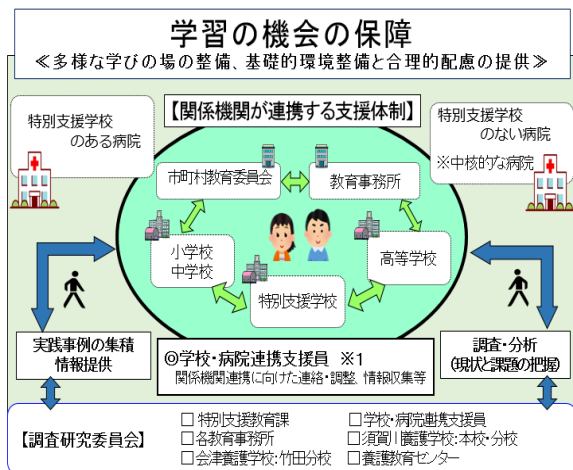 学習の機会の保障
≪多様な学びの場の整備、基礎的環境整備と合理的配慮の提供≫
【関係機関が連携する支援体制】
特別支援学校
のある病院
特別支援学校
のない病院
※中核的な病院
市町村教育委員会
教育事務所
小学校
中学校
高等学校
特別支援学校
実践事例の集積
情報提供
◎学校・病院連携支援員 ※1
関係機関連携に向けた連絡・調整、情報収集等
調査・分析
(現状と課題の把握)
【調査研究委員会】
□ 特別支援教育課
□ 学校・病院連携支援員
□ 各教育事務所
□ 須賀川養護学校:本校・分校
□ 会津養護学校:竹田分校
□ 養護教育センター